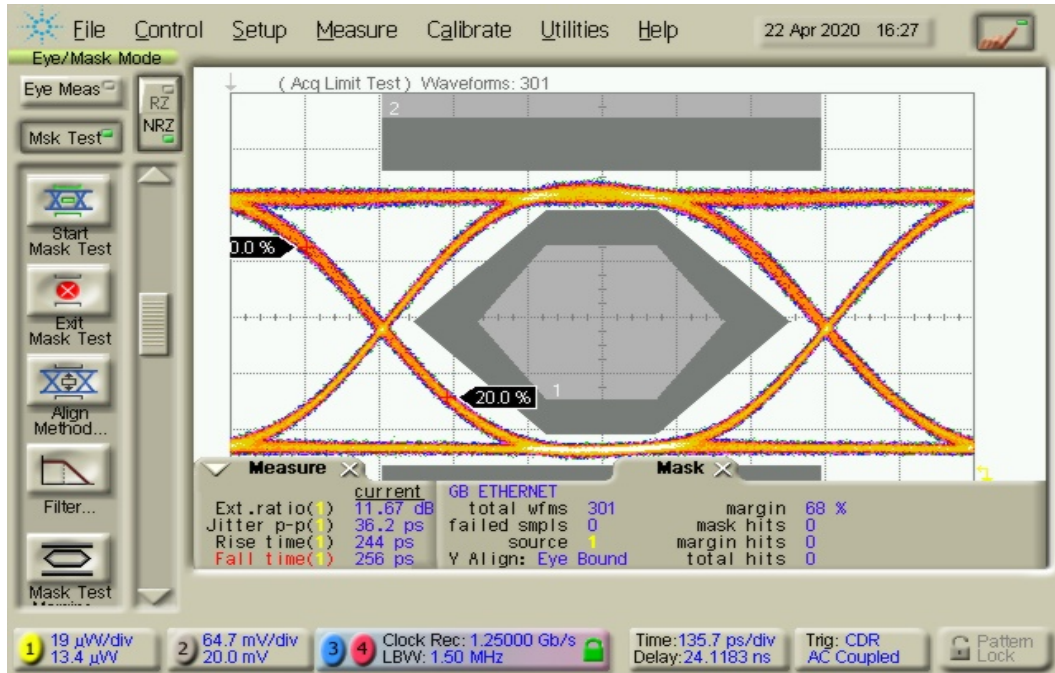 File Control Setup Measure Calibrate Utilities Help 22 Apr 2020 16:27
Eye/Mask Mode
Eye Meas
RZ
NRZ
Msk Test
Start
Mask Test
Exit
Mask Test
Align
Method...
Filter...
Mask Test
( Acq Limit Test ) Waveforms: 301
2
0.0 %
20.0 %
1
Measure
current
Ext.ratio(1) 11.67 dB
Jitter p-p(1) 36.2 ps
Rise time(1) 244 ps
Fall time(1) 256 ps
Mask
GB ETHERNET
total wfms 301 margin 68 %
failed smpls 0 mask hits 0
source 1 margin hits 0
Y Align: Eye Bound total hits 0
1 19 µW/div
13.4 µW
2 64.7 mV/div
20.0 mV
3 4 Clock Rec: 1.25000 Gb/s
LBW: 1.50 MHz
Time:135.7 ps/div
Delay:24.1183 ns
Trig: CDR
AC Coupled
Pattern
Lock